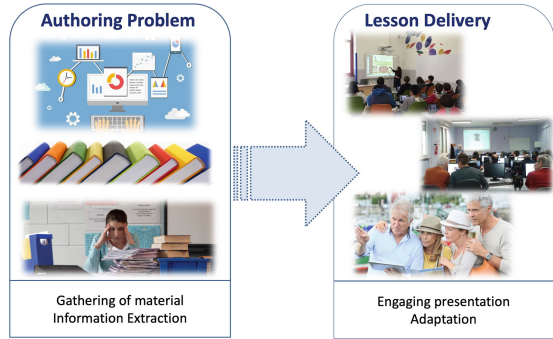 Authoring Problem
Lesson Delivery
Gathering of material
Information Extraction
Engaging presentation
Adaptation